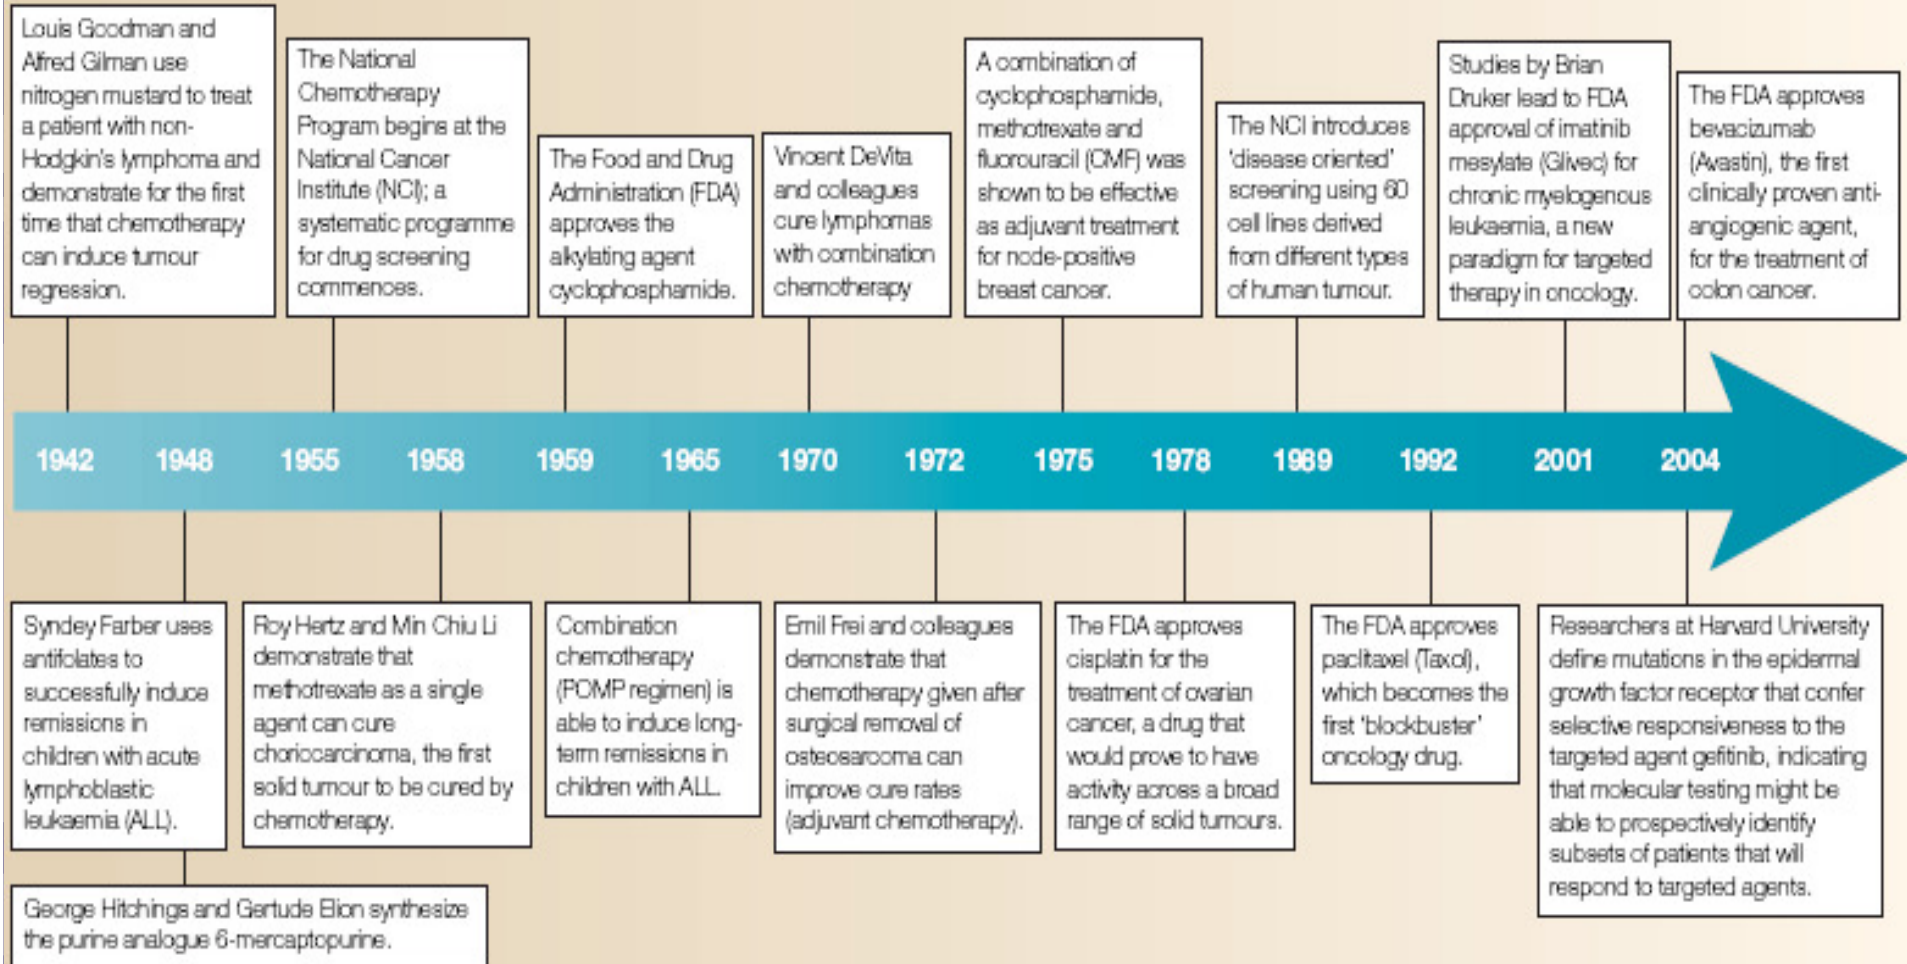 Louis Goodman and
Alfred Gilman use
nitrogen mustard to treat
a patient with non-
Hodgkin's lymphoma and
demonstrate for the first
time that chemotherapy
can induce tumour
regression.
The National
Chemotherapy
Program begins at the
National Cancer
Institute (NCI); a
systematic programme
for drug screening
commences.
The Food and Drug
Administration (FDA)
approves the
alkylating agent
cyclophosphamide.
Vincent DeVita
and colleagues
cure lymphomas
with combination
chemotherapy
A combination of
cyclophosphamide,
methotrexate and
fluorouracil (CMF) was
shown to be effective
as adjuvant treatment
for node-positive
breast cancer.
The NCI introduces
'disease oriented'
screening using 60
cell lines derived
from different types
of human tumour.
Studies by Brian
Druker lead to FDA
approval of imatinib
mesylate (Glivec) for
chronic myelogenous
leukaemia, a new
paradigm for targeted
therapy in oncology.
The FDA approves
bevacizumab
(Avastin), the first
clinically proven anti-
angiogenic agent,
for the treatment of
colon cancer.
1942 1948 1955 1958 1959 1965 1970 1972 1975 1978 1989 1992 2001 2004
Syndey Farber uses
antifolates to
successfully induce
remissions in
children with acute
lymphoblastic
leukaemia (ALL).
George Hitchings and Gertude Elion synthesize
the purine analogue 6-mercaptopurine.
Roy Hertz and Min Chiu Li
demonstrate that
methotrexate as a single
agent can cure
choriocarcinoma, the first
solid tumour to be cured by
chemotherapy.
Combination
chemotherapy
(POMP regimen) is
able to induce long-
term remissions in
children with ALL.
Emil Frei and colleagues
demonstrate that
chemotherapy given after
surgical removal of
osteosarcoma can
improve cure rates
(adjuvant chemotherapy).
The FDA approves
cisplatin for the
treatment of ovarian
cancer, a drug that
would prove to have
activity across a broad
range of solid tumours.
The FDA approves
paclitaxel (Taxol),
which becomes the
first 'blockbuster'
oncology drug.
Researchers at Harvard University
define mutations in the epidermal
growth factor receptor that confer
selective responsiveness to the
targeted agent gefitinib, indicating
that molecular testing might be
able to prospectively identify
subsets of patients that will
respond to targeted agents.